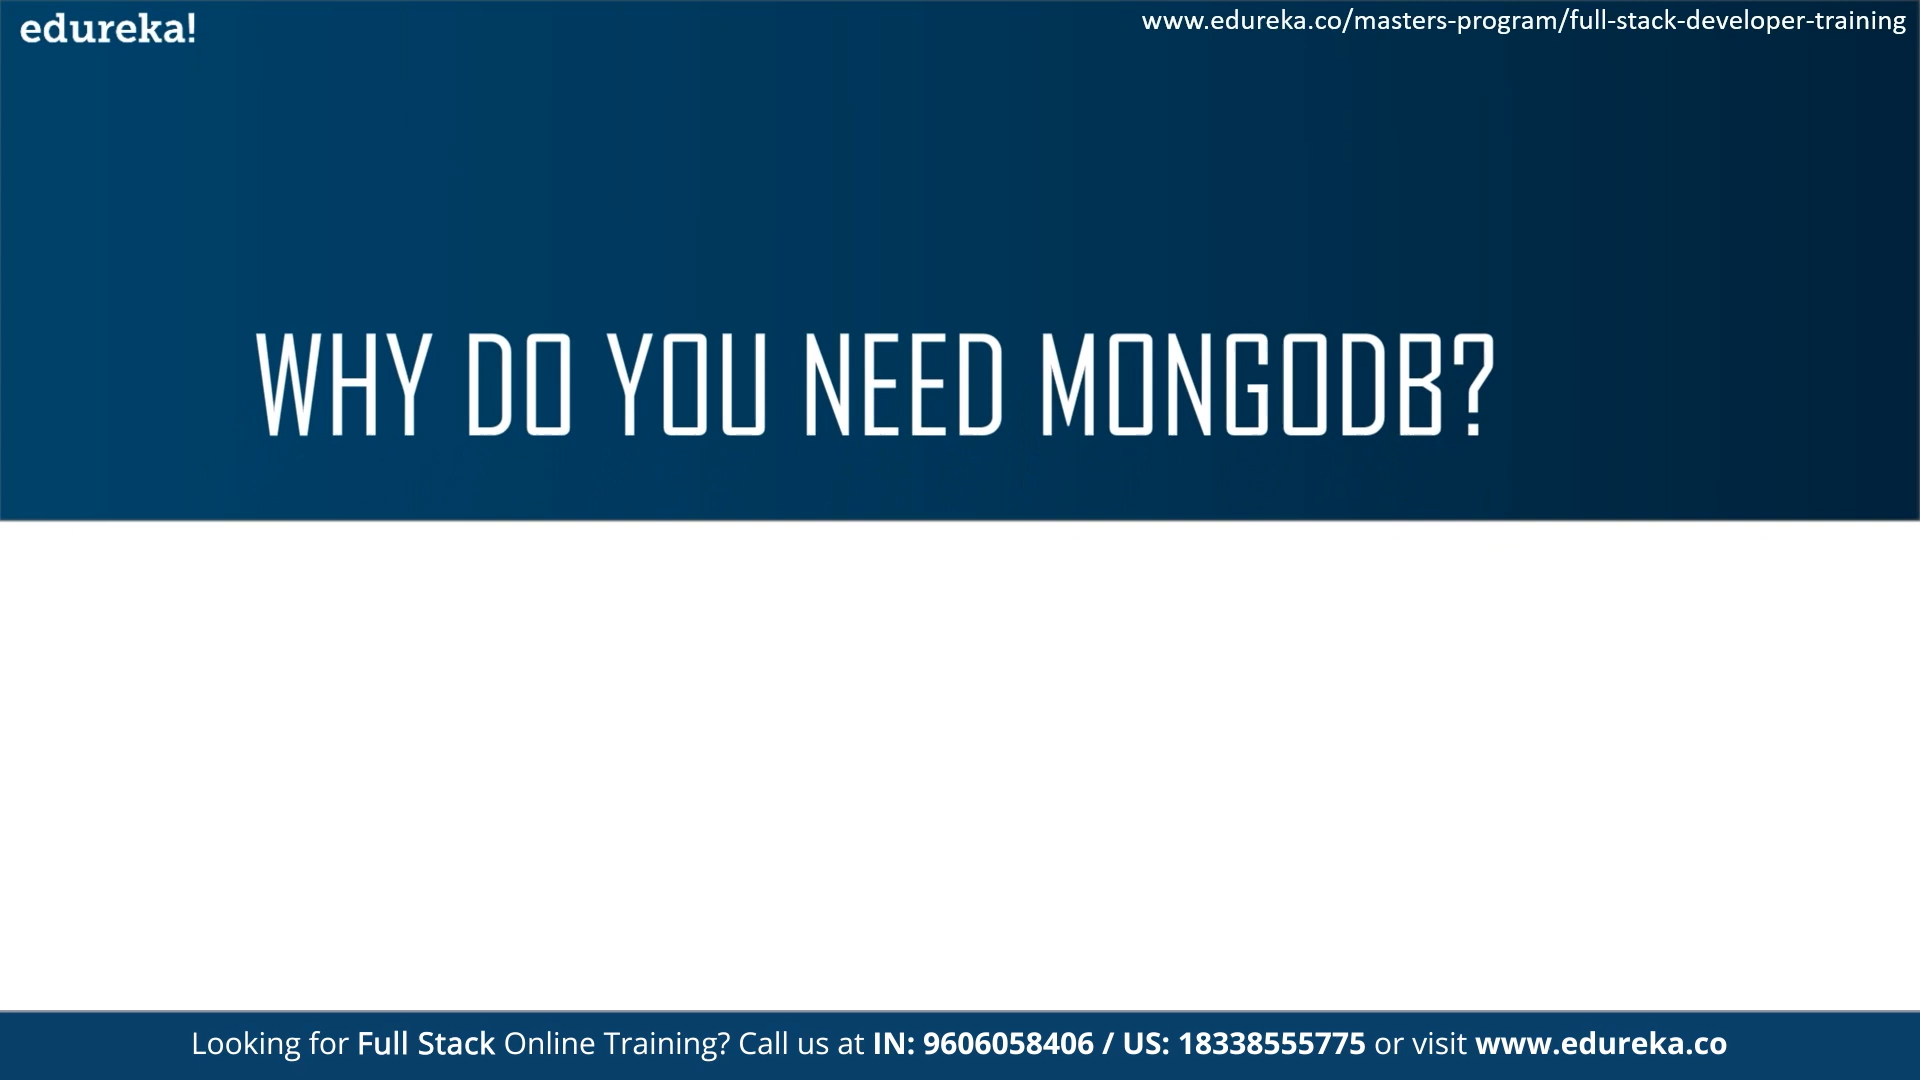 edureka!
www.edureka.co/masters-program/full-stack-developer-training
WHY DO YOU NEED MONGODB?
Looking for Full Stack Online Training? Call us at IN: 9606058406 / US: 18338555775 or visit www.edureka.co